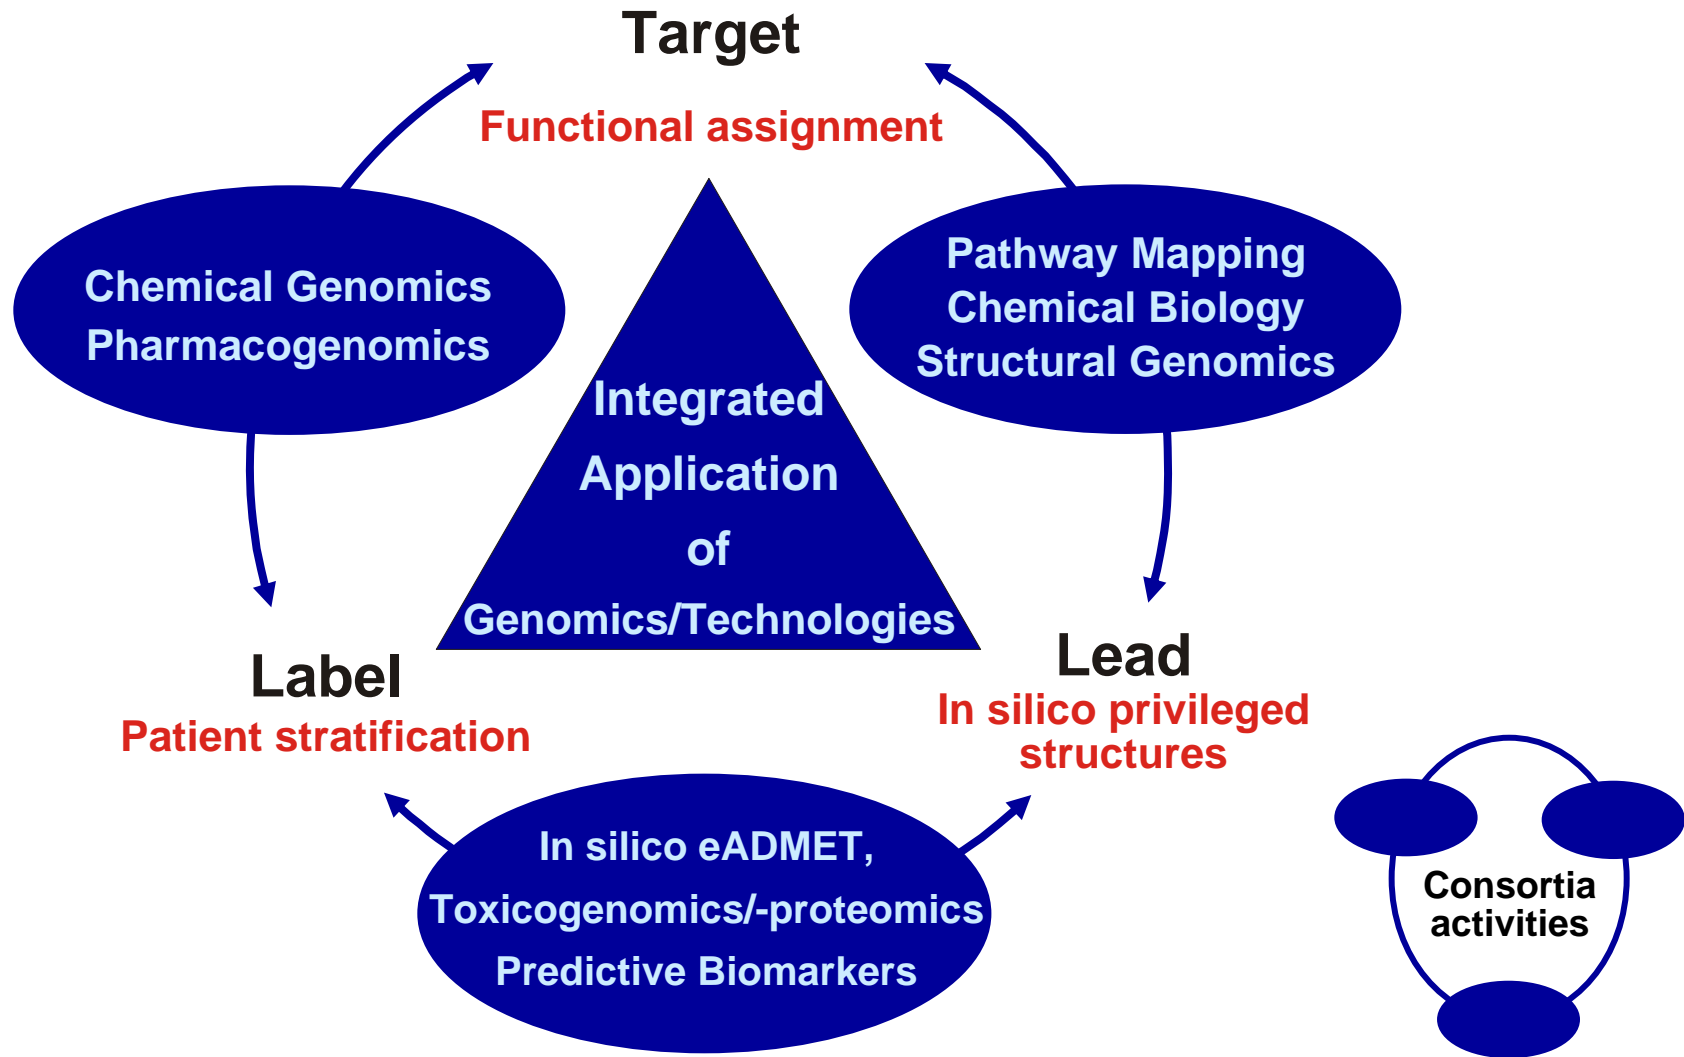 Target
Functional assignment
Chemical Genomics
Pharmacogenomics
Pathway Mapping
Chemical Biology
Structural Genomics
Integrated
Application
of
Genomics/Technologies
Label
Patient stratification
Lead
In silico privileged
structures
In silico eADMET,
Toxicogenomics/-proteomics
Predictive Biomarkers
Consortia
activities